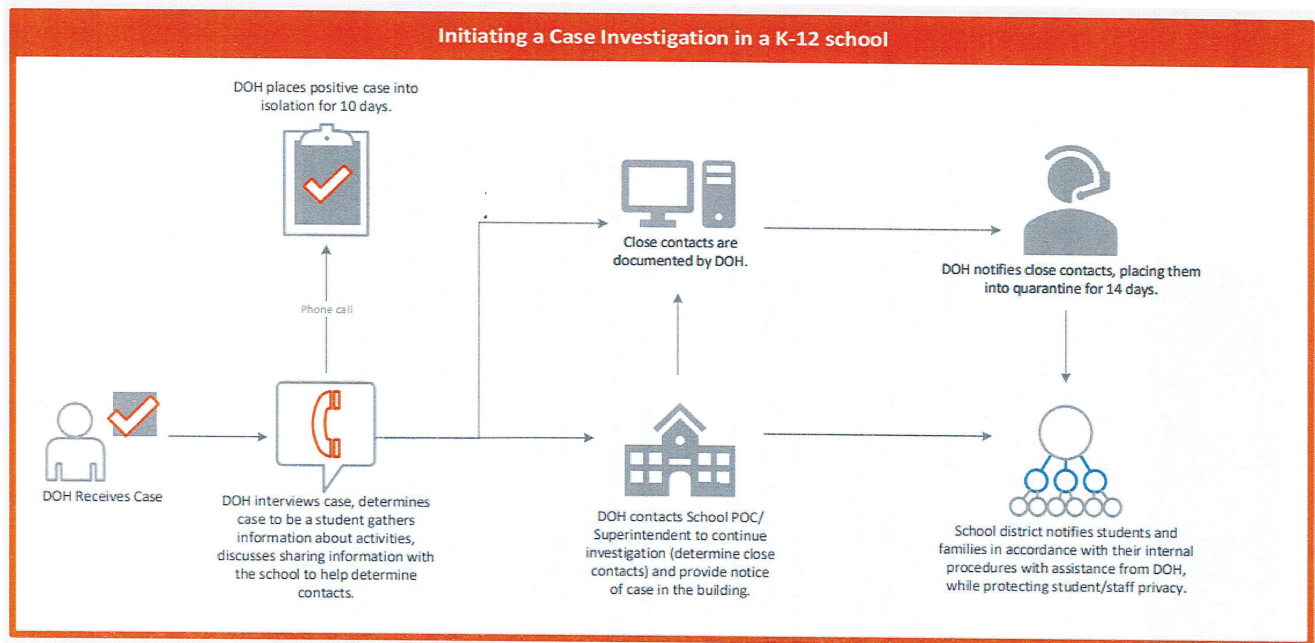 Initiating a Case Investigation in a K-12 school
DOH places positive case into
isolation for 10 days.
Phone call
DOH Receives Case
DOH interviews case, determines
case to be a student gathers
information about activities,
discusses sharing information with
the school to help determine
contacts.
Close contacts are
documented by DOH.
DOH contacts School POC/
Superintendent to continue
investigation (determine close
contacts) and provide notice
of case in the building.
DOH notifies close contacts, placing them
into quarantine for 14 days.
School district notifies students and
families in accordance with their internal
procedures with assistance from DOH,
while protecting student/staff privacy.